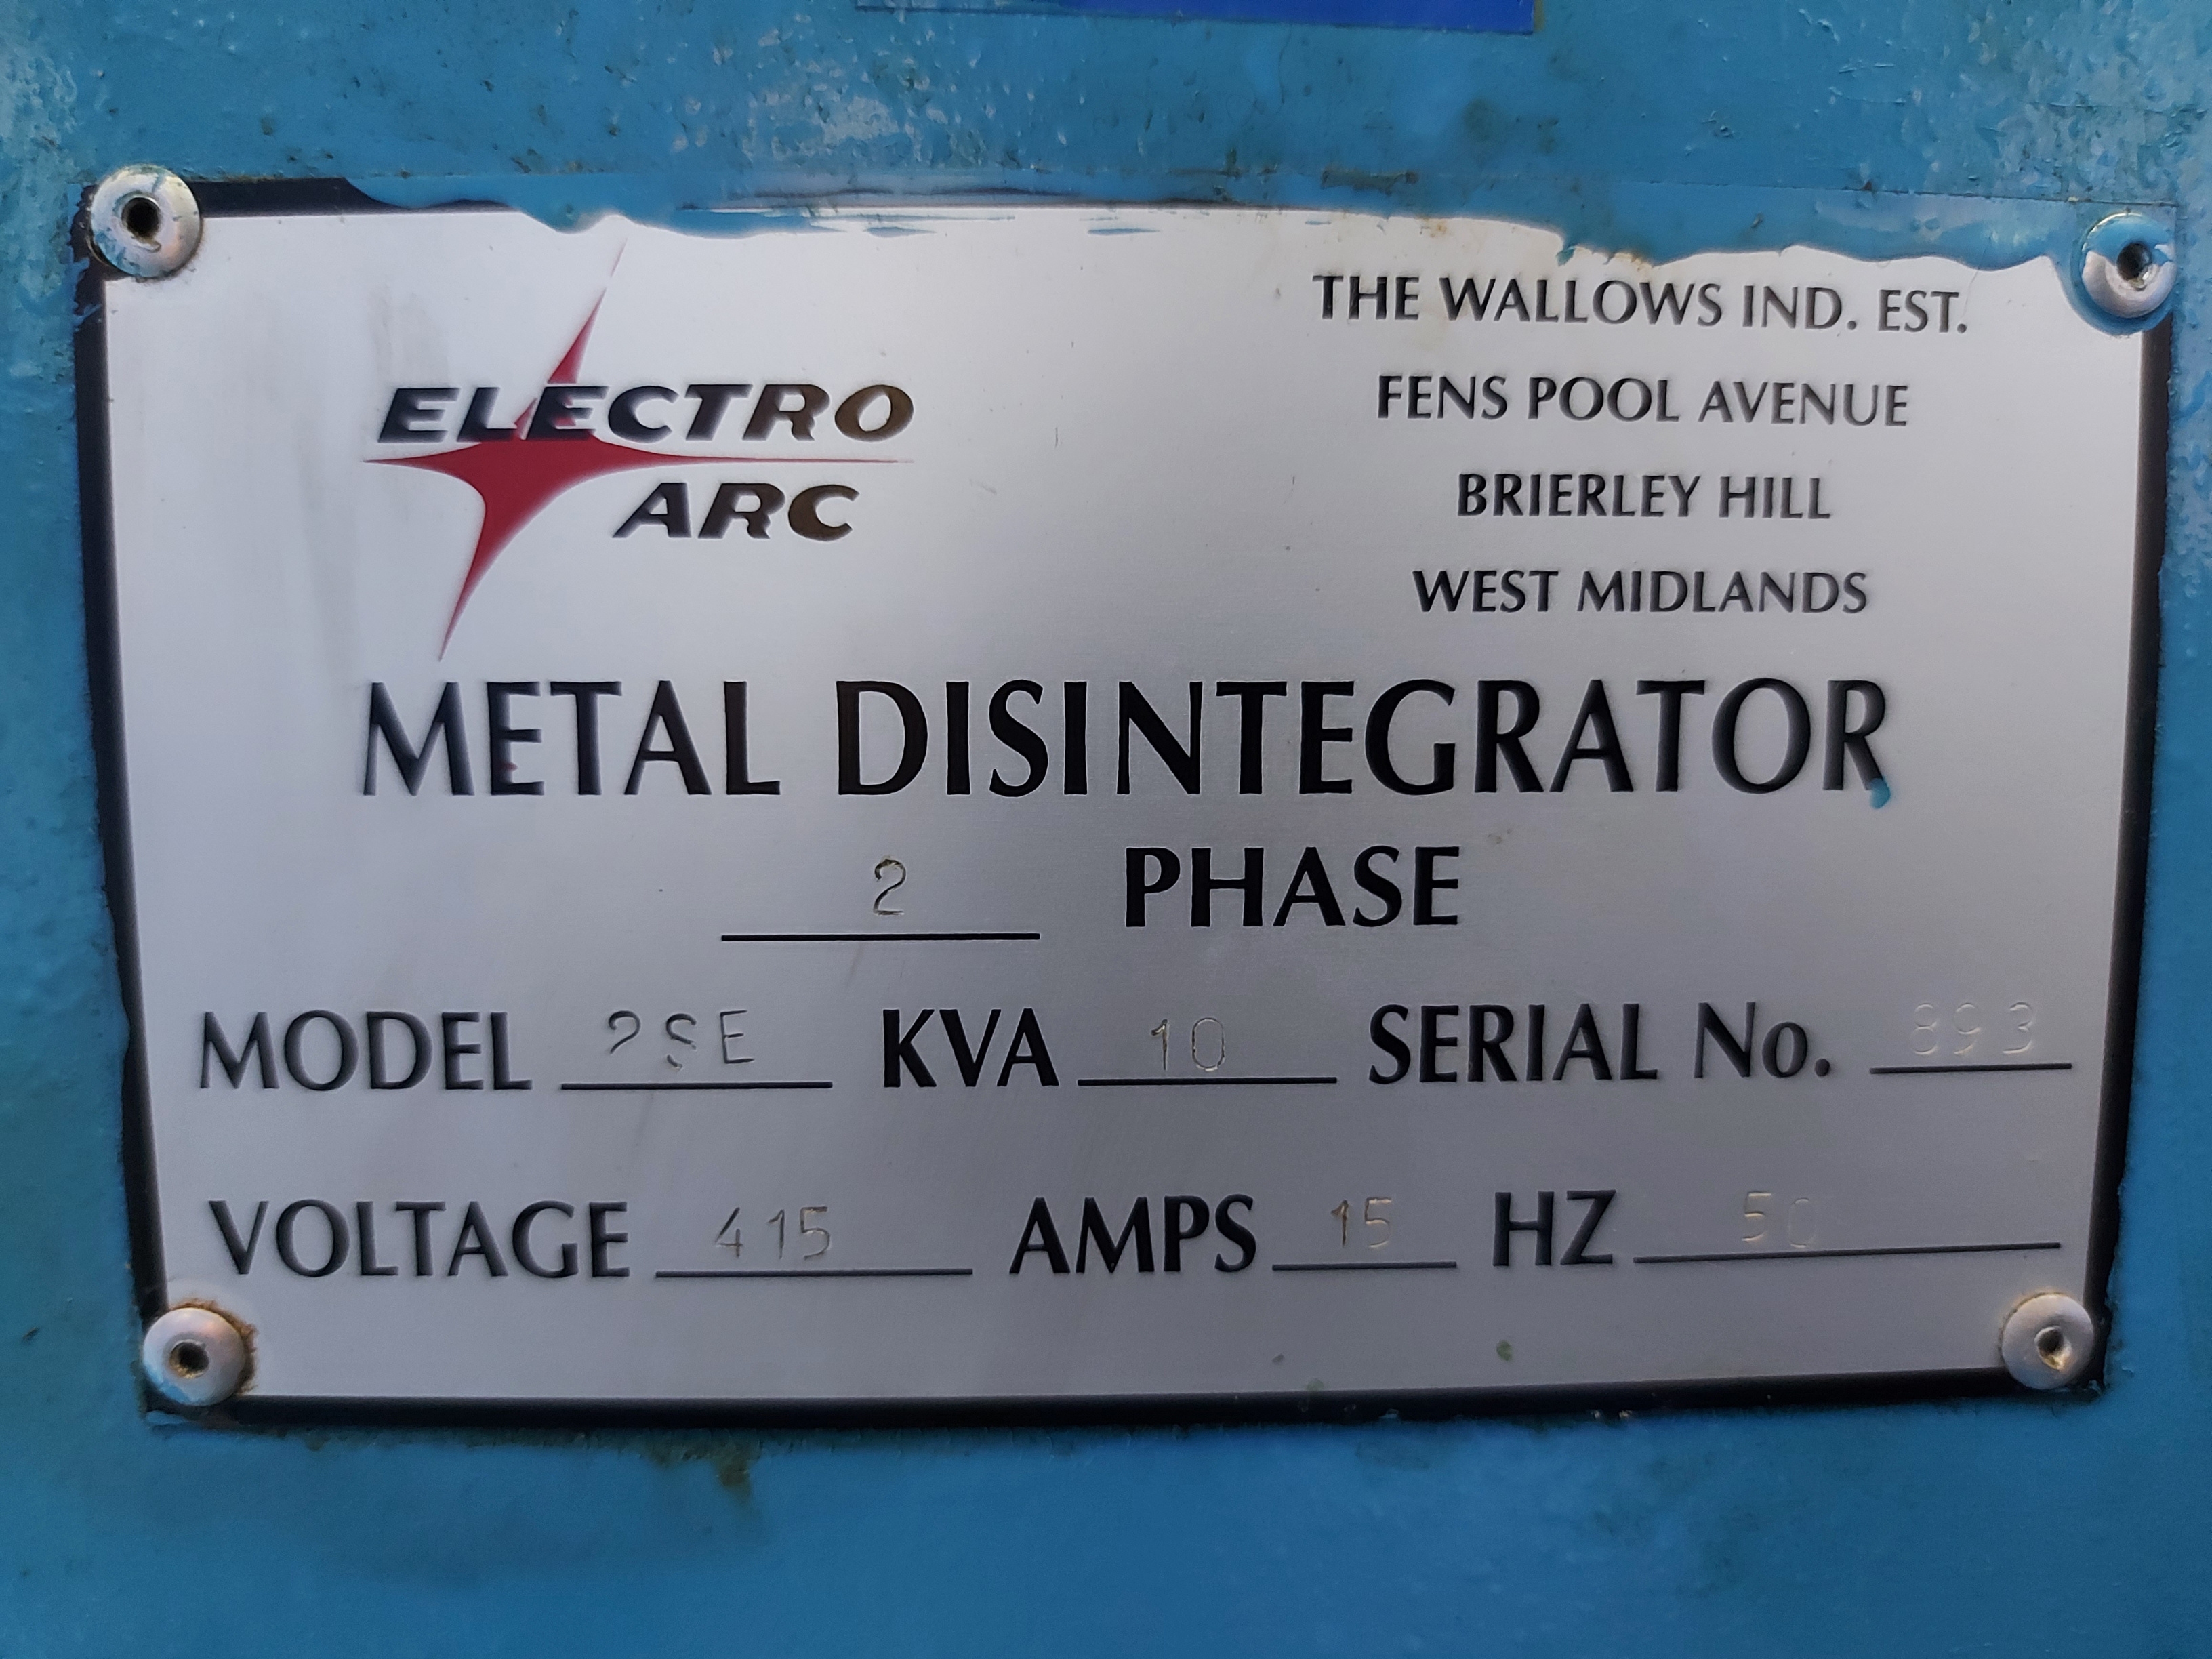 ELECTRO
ARC
THE WALLOWS IND. EST.
FENS POOL AVENUE
BRIERLEY HILL
WEST MIDLANDS
METAL DISINTEGRATOR
2 PHASE
MODEL 2SE KVA 10 SERIAL No. 893
VOLTAGE 415 AMPS 15 HZ 50